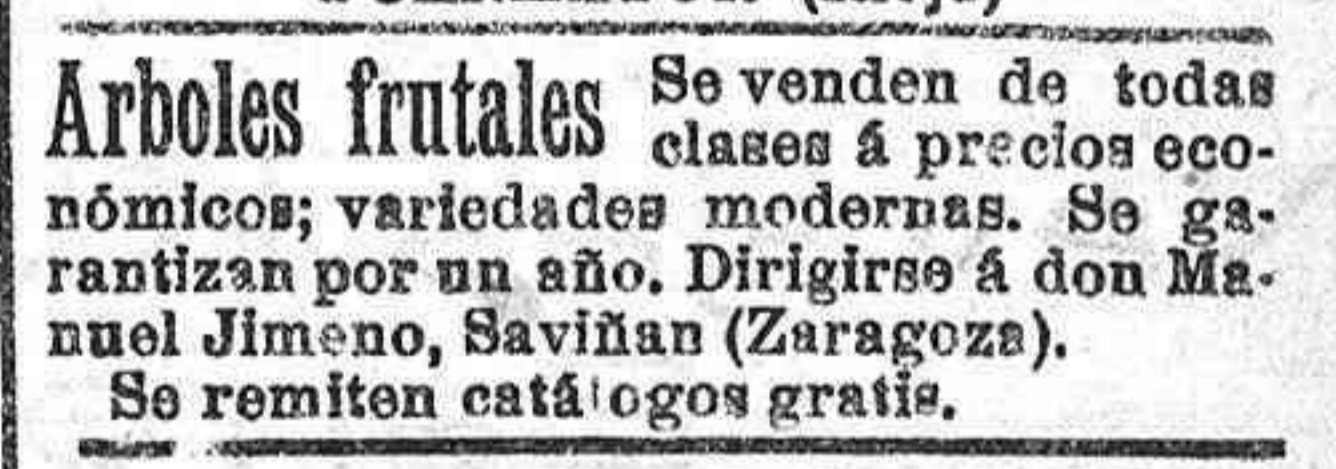 Arboles frutales Se venden de todas
clases á precios eco-
nómicos; variedades modernas. Se ga-
rantizan por un año. Dirigirse á don Ma-
nuel Jimeno, Saviñan (Zaragoza).
Se remiten catálogos gratis.